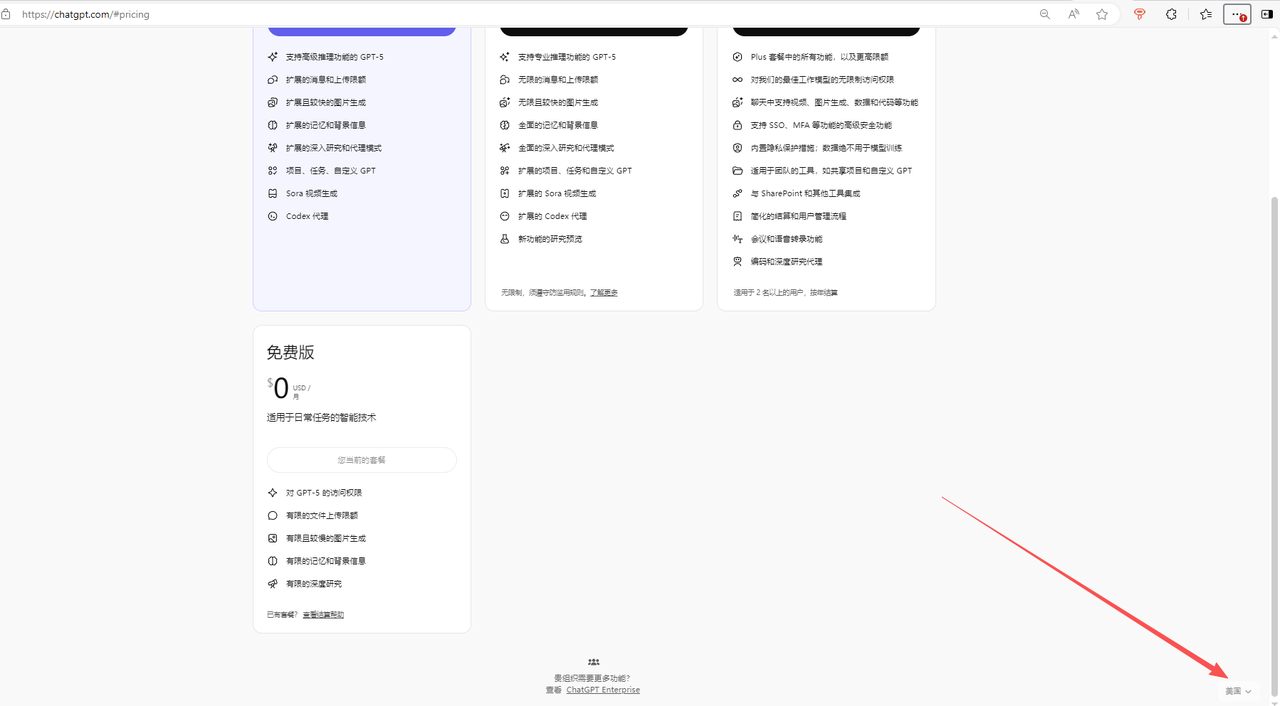 https://chatgpt.com/#pricing
支持高级推理功能的 GPT-5
扩展的消息和上传限额
扩展且较快的图片生成
扩展的记忆和背景信息
扩展的深入研究和代理模式
项目、任务、自定义 GPT
Sora 视频生成
Codex 代理
支持专业推理功能的 GPT-5
无限的消息和上传限额
无限且较快的图片生成
全面的记忆和背景信息
全面的深入研究和代理模式
扩展的项目、任务和自定义 GPT
扩展的 Sora 视频生成
扩展的 Codex 代理
新功能的研究预览
无限制，须遵守防滥用规则。了解更多
Plus 套餐中的所有功能，以及更高限额
对我们的最佳工作模型的无限制访问权限
聊天中支持视频、图片生成、数据和代码等功能
支持 SSO、MFA 等功能的高级安全功能
内置隐私保护措施；数据绝不用于模型训练
适用于团队的工具，如共享项目和自定义 GPT
与 SharePoint 和其他工具集成
简化的结算和用户管理流程
会议和语音转录功能
编码和深度研究代理
适用于 2 名以上的用户，按年结算
免费版
$0 USD /
月
适用于日常任务的智能技术
您当前的套餐
对 GPT-5 的访问权限
有限的文件上传限额
有限且较慢的图片生成
有限的记忆和背景信息
有限的深度研究
已有套餐？ 查看结算帮助
贵组织需要更多功能？
查看 ChatGPT Enterprise
美国